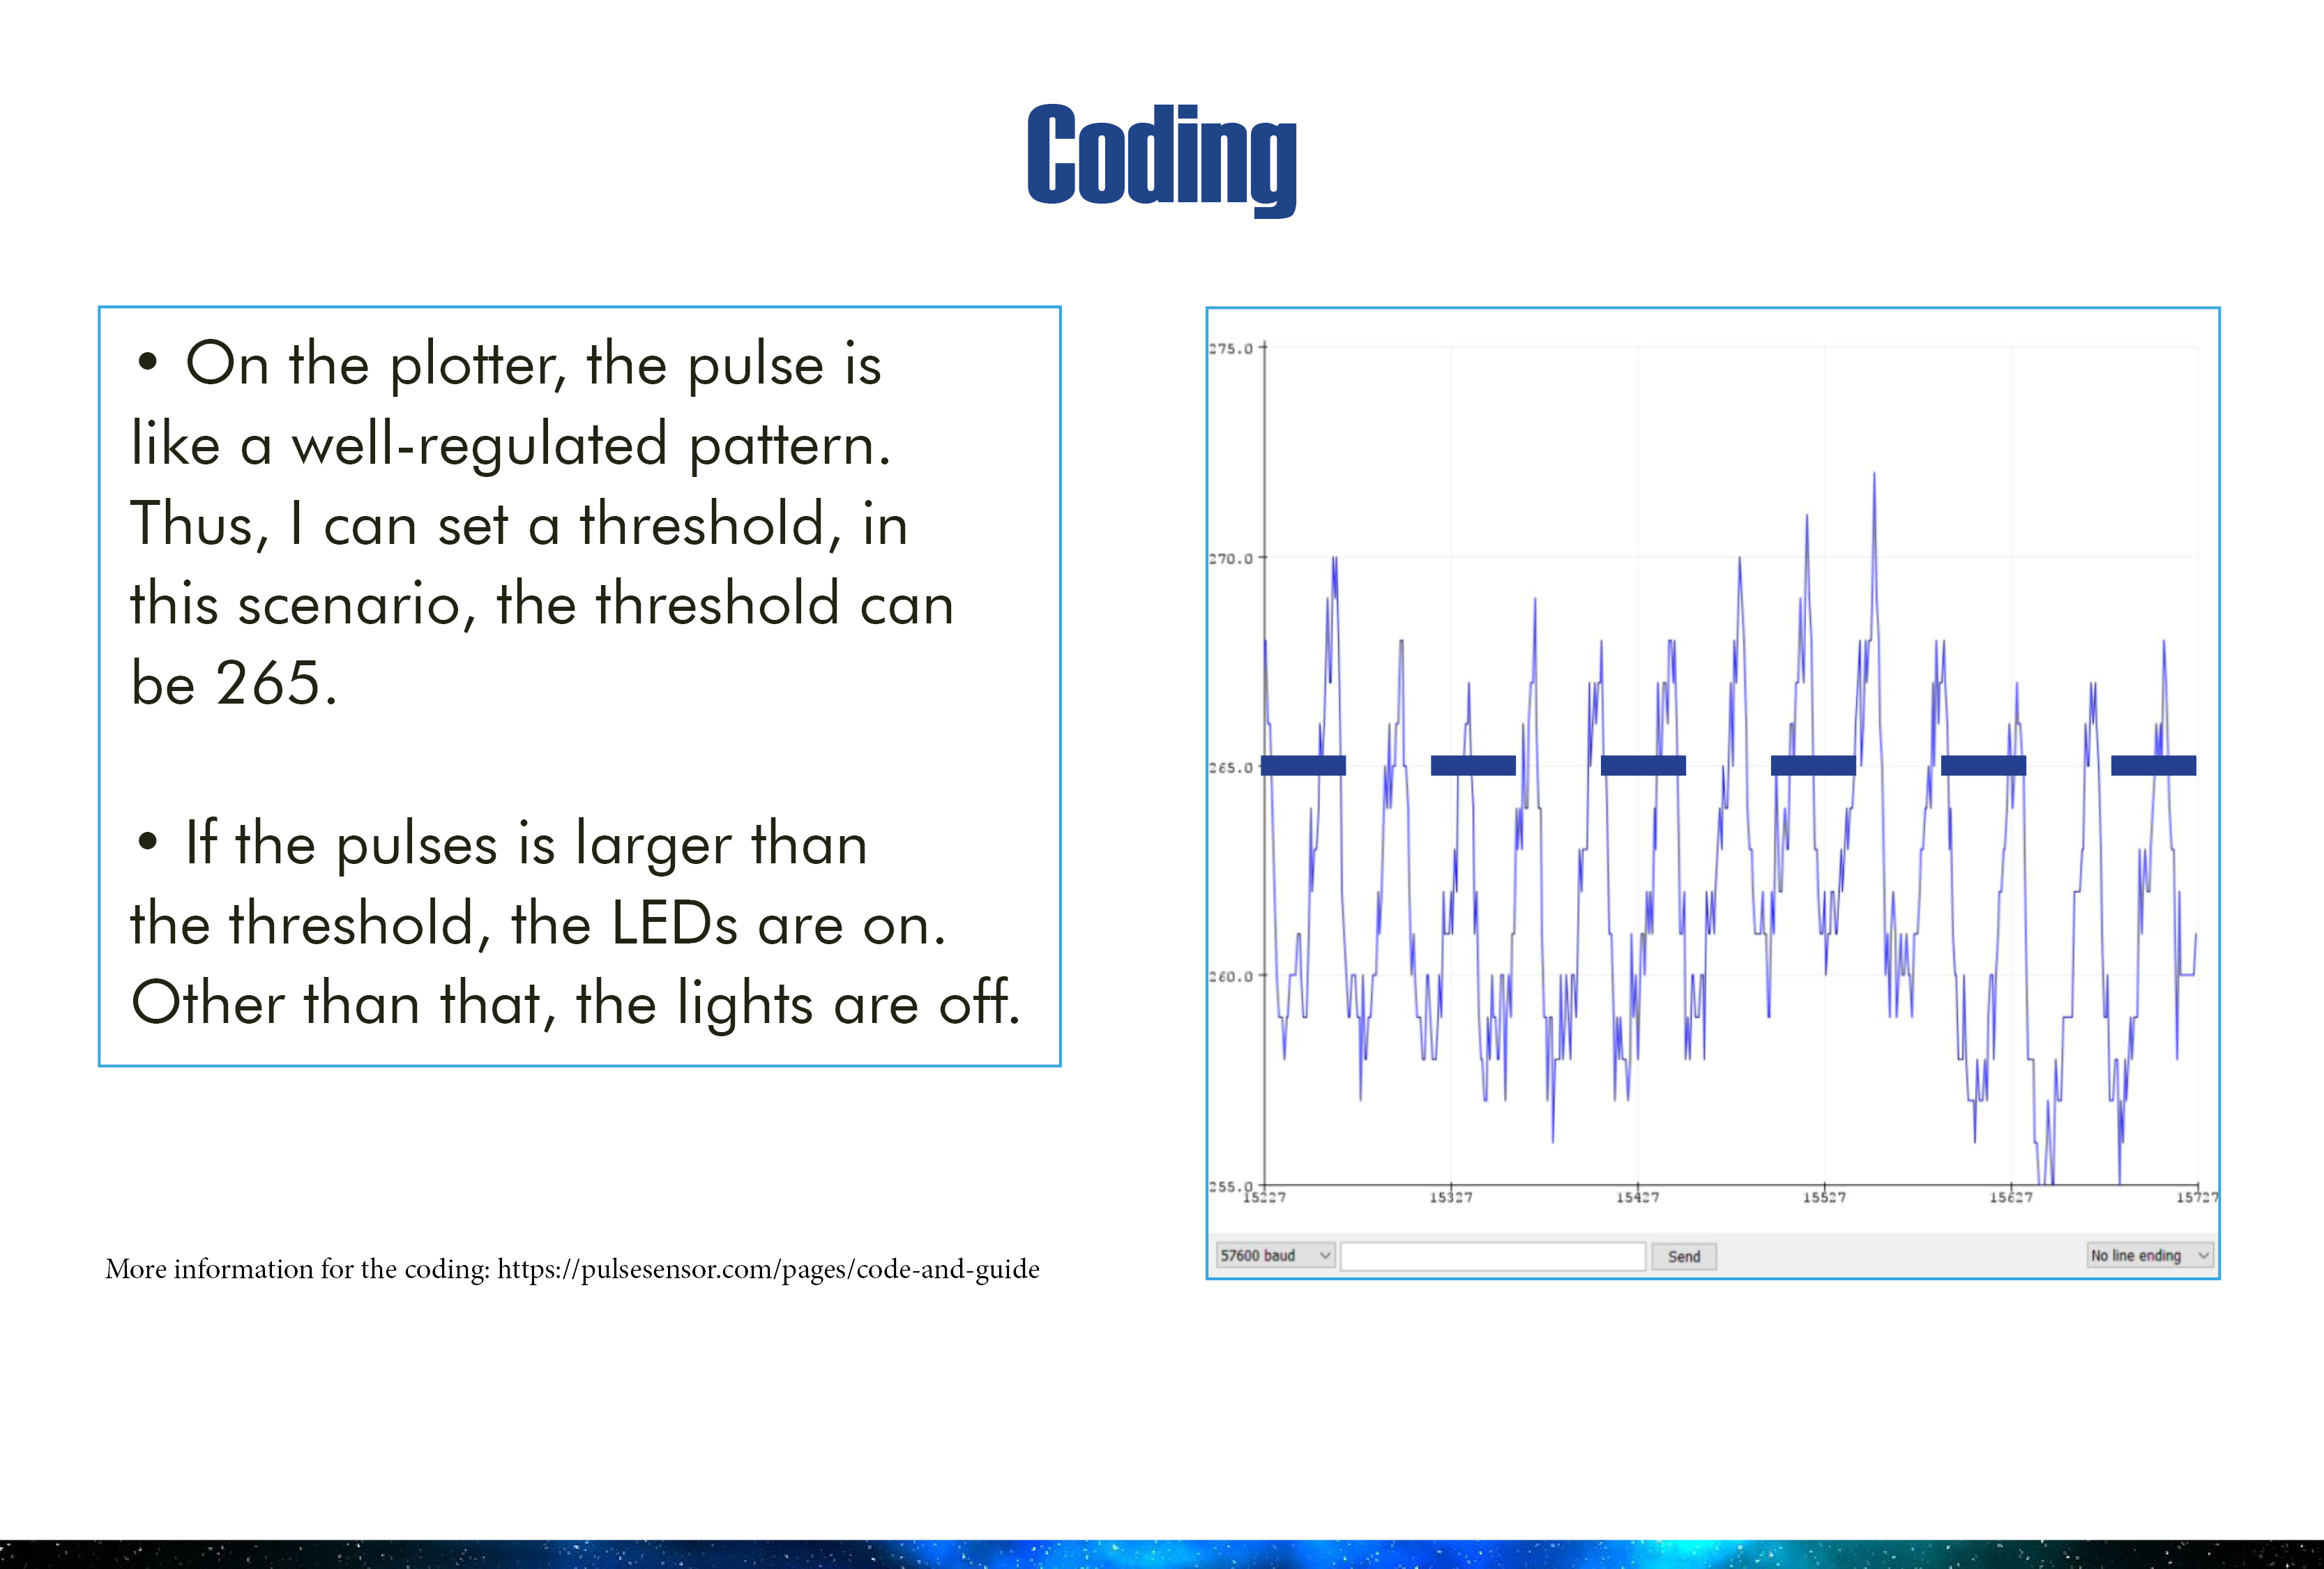 Coding
• On the plotter, the pulse is
like a well-regulated pattern.
Thus, I can set a threshold, in
this scenario, the threshold can
be 265.
• If the pulses is larger than
the threshold, the LEDs are on.
Other than that, the lights are off.
More information for the coding: https://pulsesensor.com/pages/code-and-guide
275.0
270.0
265.0
260.0
255.0
15227 15327 15427 15527 15627 15727
57600 baud Send No line ending